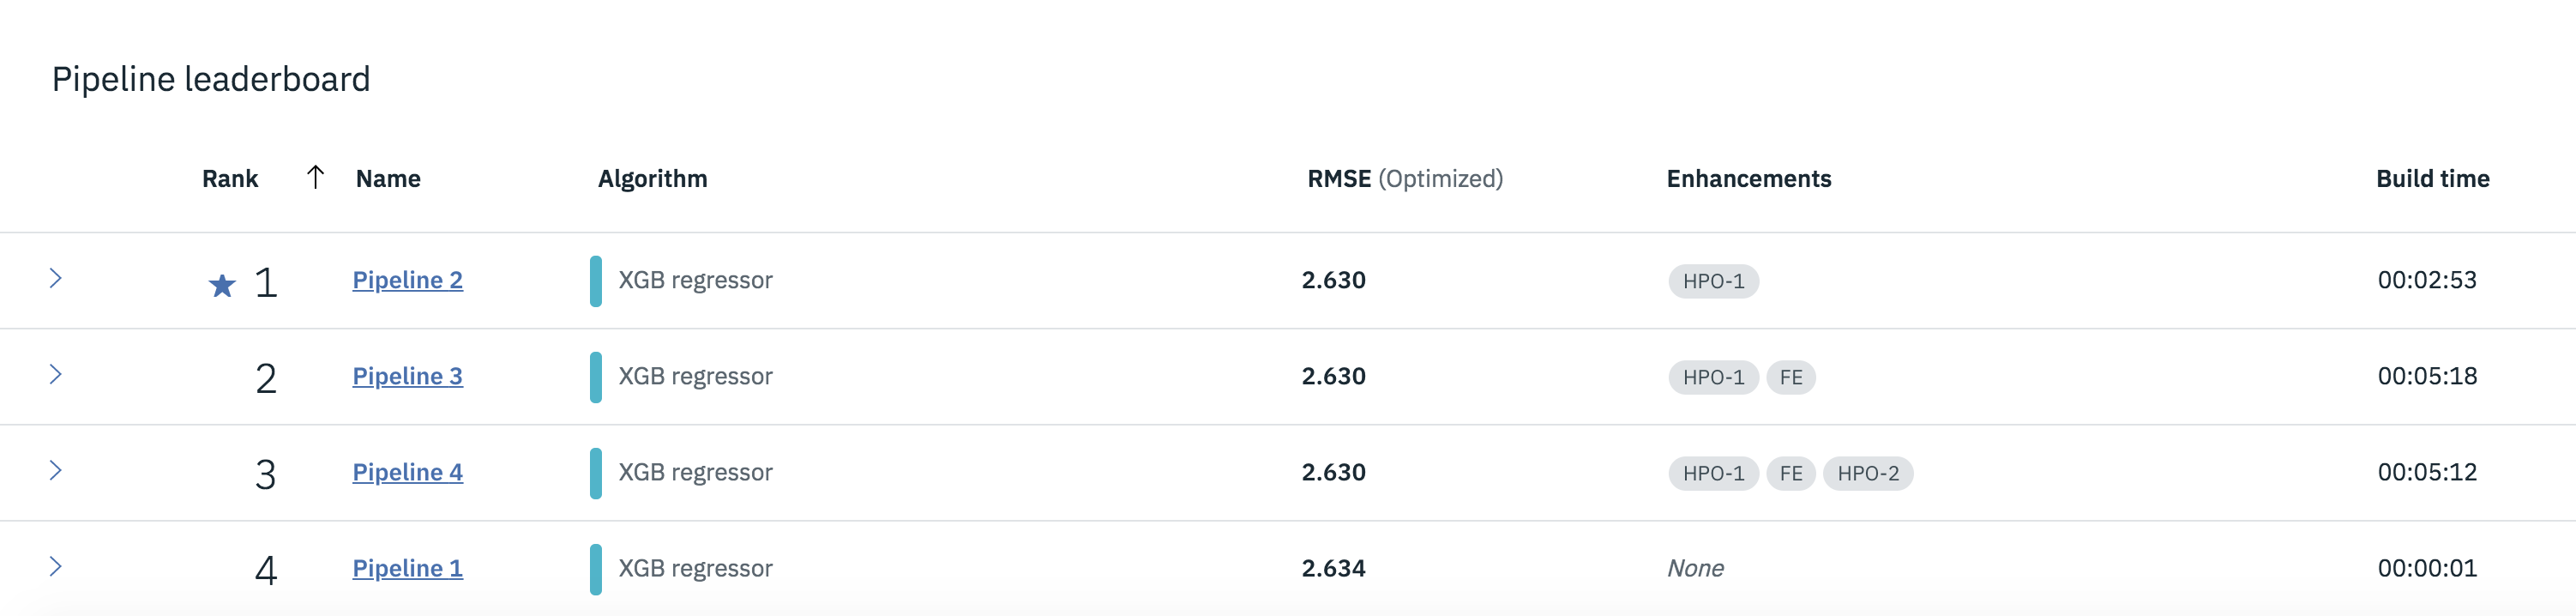 Pipeline leaderboard
Rank ↑ Name Algorithm RMSE (Optimized) Enhancements Build time
★ 1 Pipeline 2 XGB regressor 2.630 HPO-1 00:02:53
2 Pipeline 3 XGB regressor 2.630 HPO-1 FE 00:05:18
3 Pipeline 4 XGB regressor 2.630 HPO-1 FE HPO-2 00:05:12
4 Pipeline 1 XGB regressor 2.634 None 00:00:01